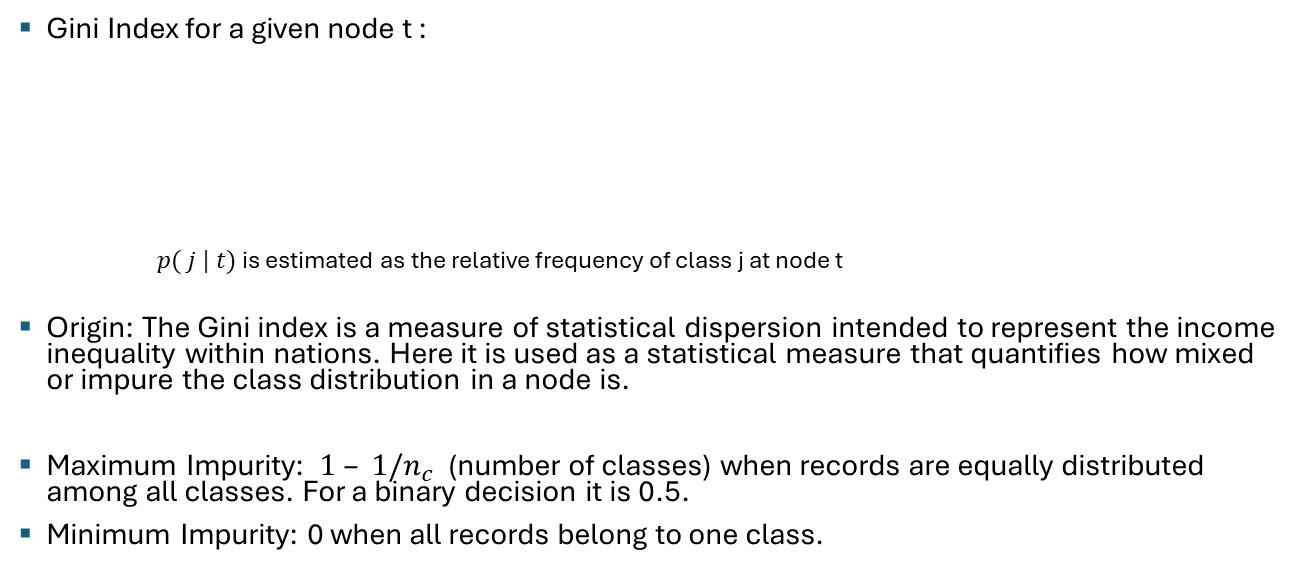 ▪ Gini Index for a given node t :
p( j | t) is estimated as the relative frequency of class j at node t
▪ Origin: The Gini index is a measure of statistical dispersion intended to represent the income
inequality within nations. Here it is used as a statistical measure that quantifies how mixed
or impure the class distribution in a node is.
▪ Maximum Impurity: 1 – 1/n_c (number of classes) when records are equally distributed
among all classes. For a binary decision it is 0.5.
▪ Minimum Impurity: 0 when all records belong to one class.